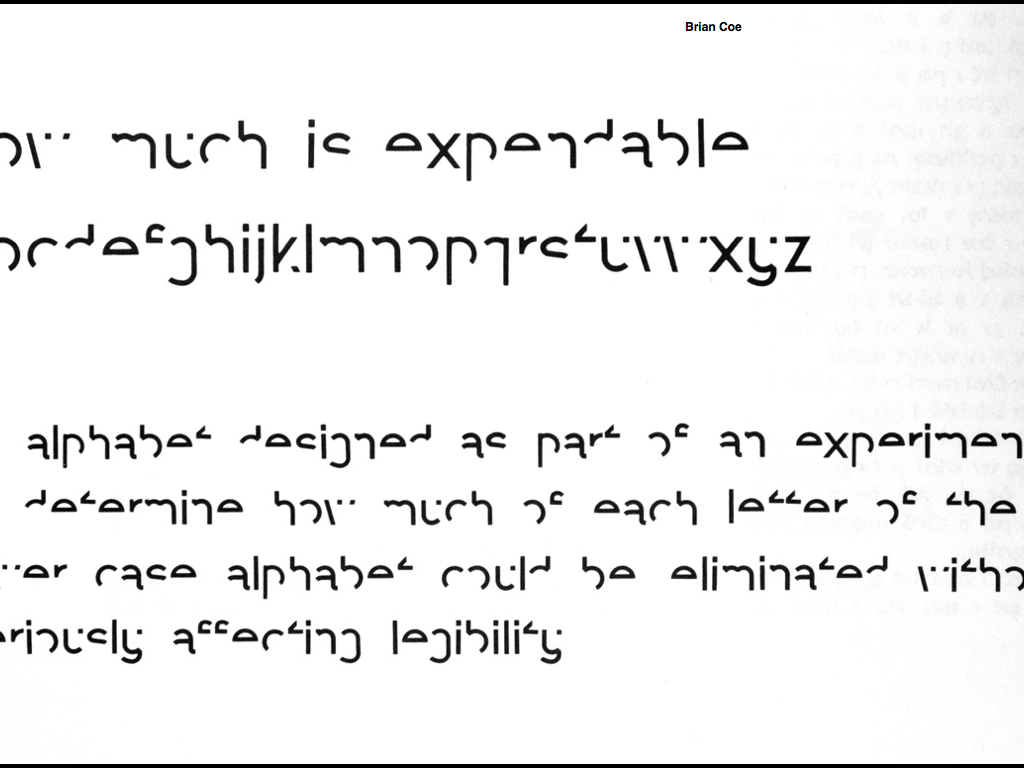 Brian Coe
ow much is expendable
bcdefghijklmnopqrstuvwxyz
alphabet designed as part of an experimen
determine how much of each letter of the
wer case alphabet could be eliminated witho
eriously affecting legibility